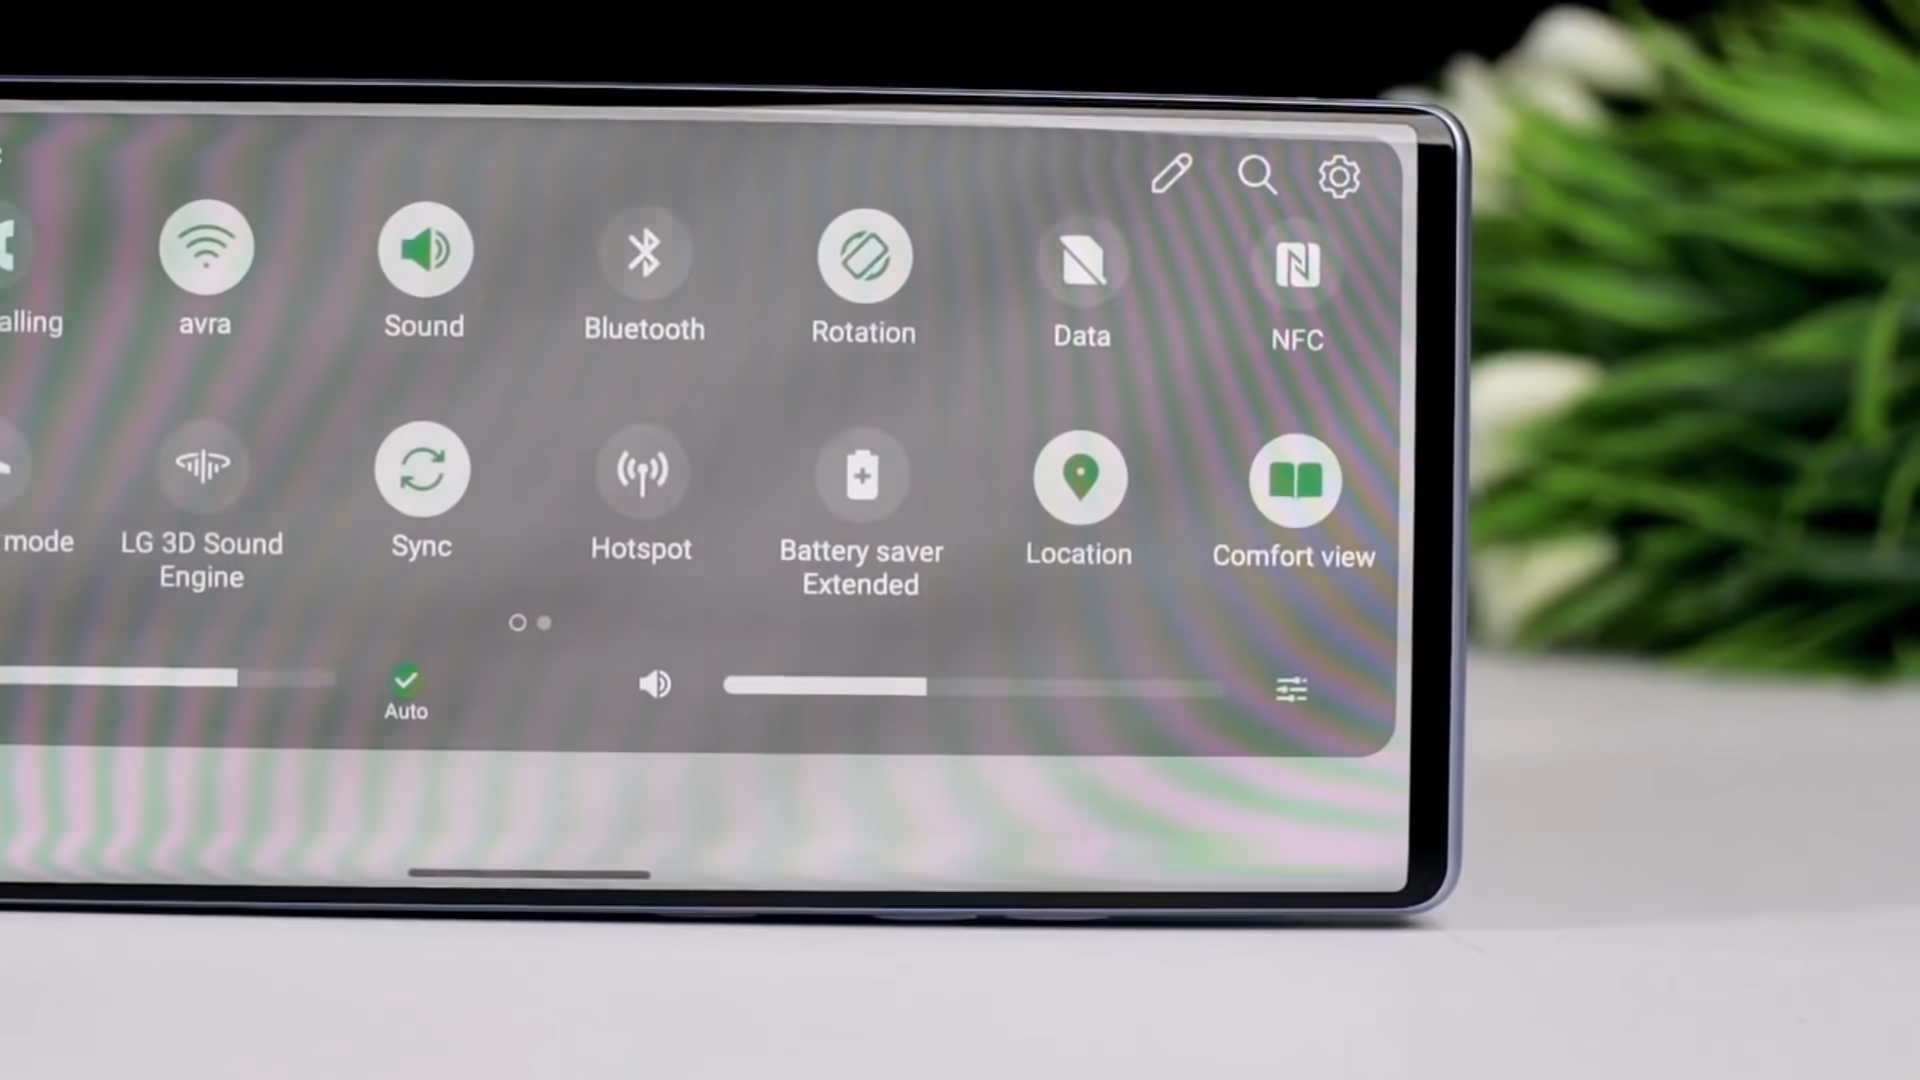 alling
avra
Sound
Bluetooth
Rotation
Data
NFC
mode
LG 3D Sound
Engine
Sync
Hotspot
Battery saver
Extended
Location
Comfort view
Auto